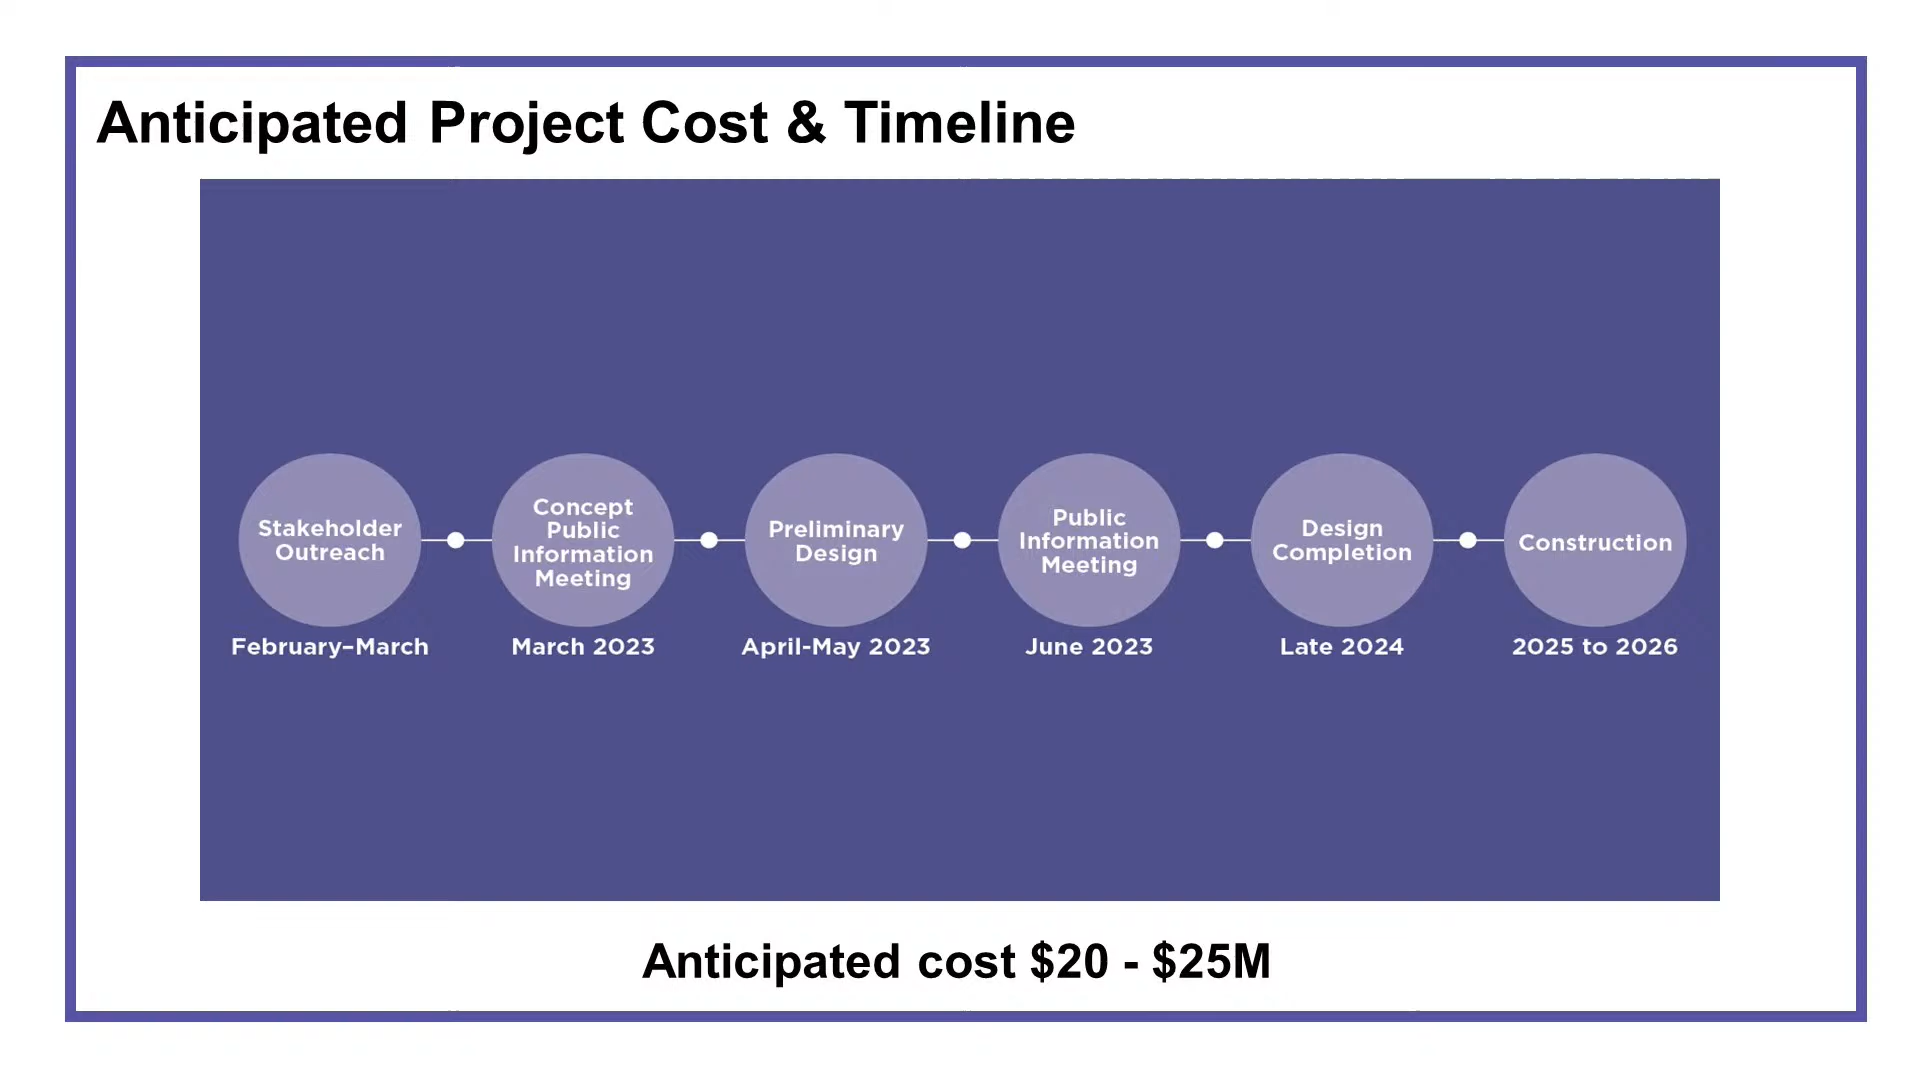 Anticipated Project Cost & Timeline
Stakeholder
Outreach
February–March
Concept
Public
Information
Meeting
March 2023
Preliminary
Design
April-May 2023
Public
Information
Meeting
June 2023
Design
Completion
Late 2024
Construction
2025 to 2026
Anticipated cost $20 - $25M